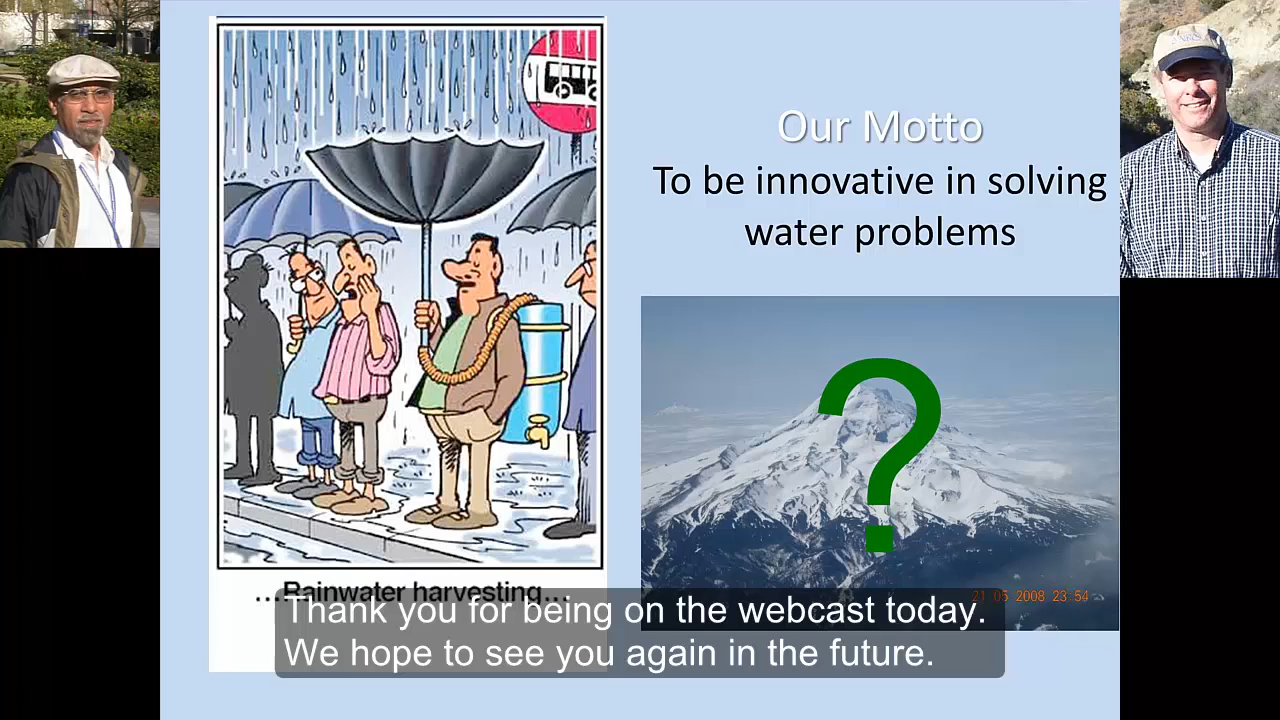 Our Motto
To be innovative in solving
water problems
...Rainwater harvesting...
21 05 2008 23:54
Thank you for being on the webcast today.
We hope to see you again in the future.